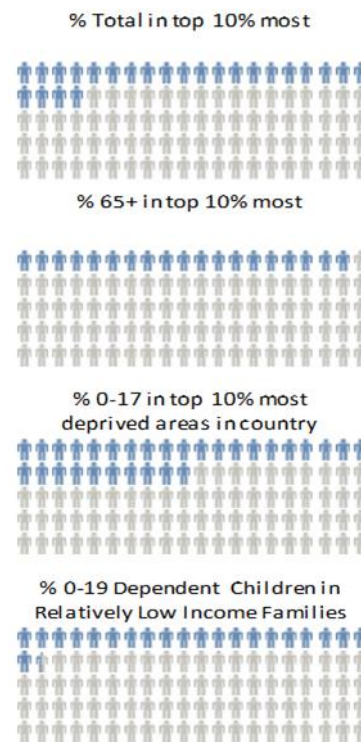 % Total in top 10% most
% 65+ in top 10% most
% 0-17 in top 10% most
deprived areas in country
% 0-19 Dependent Children in
Relatively Low Income Families